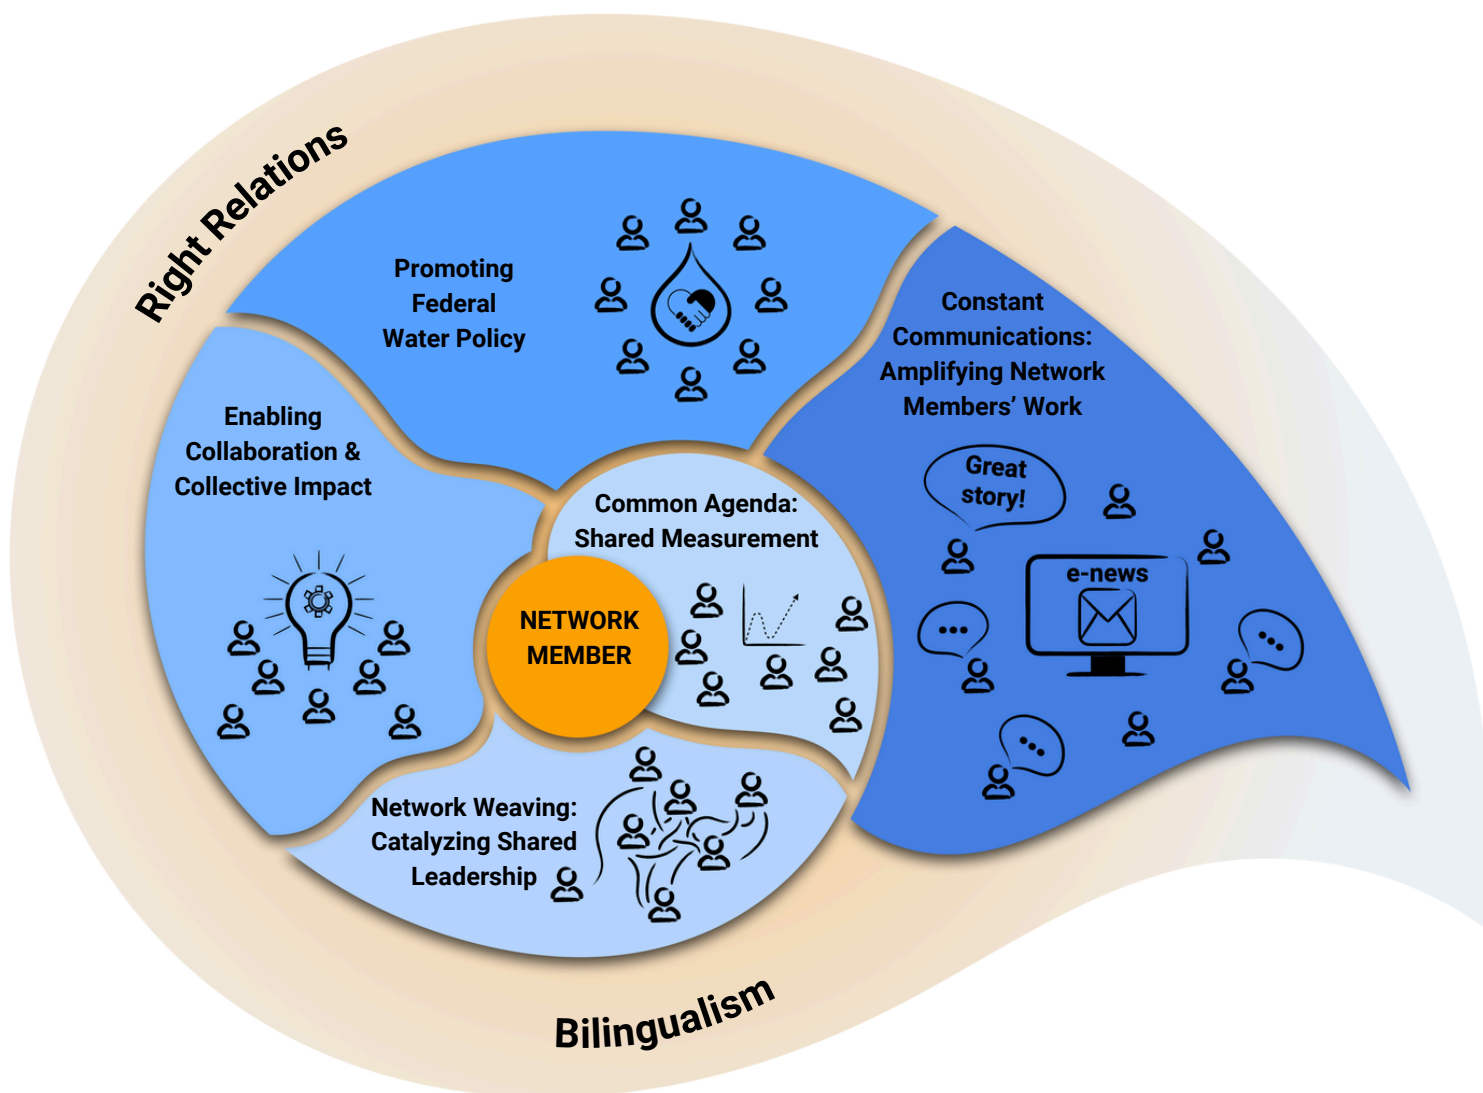 Right Relations
Promoting
Federal
Water Policy
Constant
Communications:
Amplifying Network
Members’ Work
Great
story!
e-news
Enabling
Collaboration &
Collective Impact
Common Agenda:
Shared Measurement
NETWORK
MEMBER
Network Weaving:
Catalyzing Shared
Leadership
Bilingualism